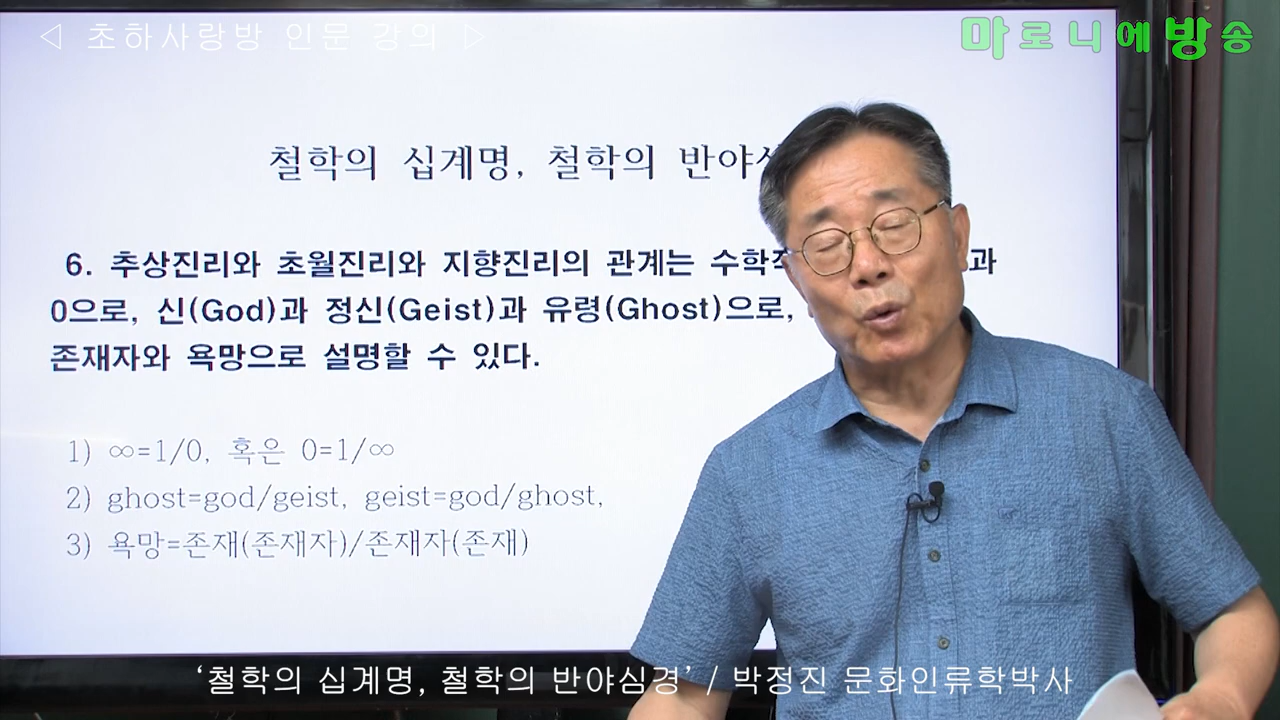 ◁ 초하사랑방 인문 강의 ▷
마로니에방송
철학의 십계명, 철학의 반야
6. 추상진리와 초월진리와 지향진리의 관계는 과
0으로, 신(God)과 정신(Geist)과 유령(Ghost)으로,
존재자와 욕망으로 설명할 수 있다.
1) ∞=1/0, 혹은 0=1/∞
2) ghost=god/geist, geist=god/ghost,
3) 욕망=존재(존재자)/존재자(존재)
‘철학의 십계명, 철학의 반야심경’ / 박정진 문화인류학박사